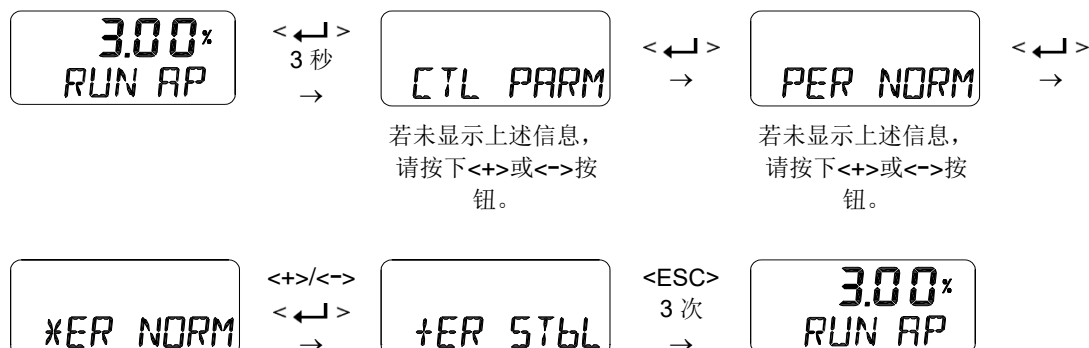 3.00%
RUN AP
< ↵ >
3 秒
→
CTL PARM
若未显示上述信息，
请按下<+>或<->按
钮。
< ↵ >
→
PER NORM
若未显示上述信息，
请按下<+>或<->按
钮。
< ↵ >
→
*ER NORM
<+>/<->
< ↵ >
→
+ER STbL
<ESC>
3 次
→
3.00%
RUN AP